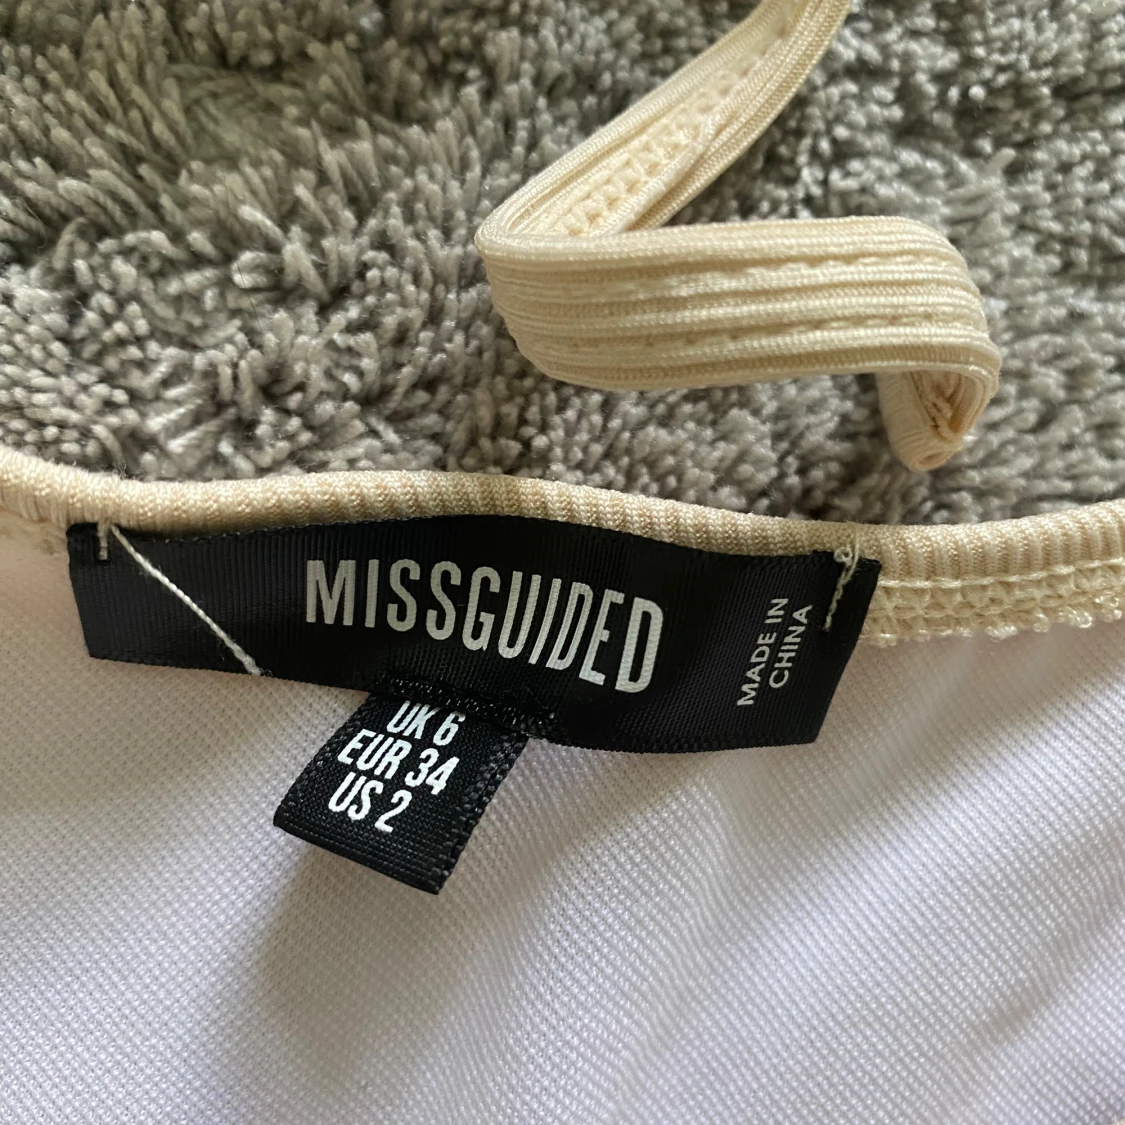 MISSGUIDED
MADE IN
CHINA
UK 6
EUR 34
US 2